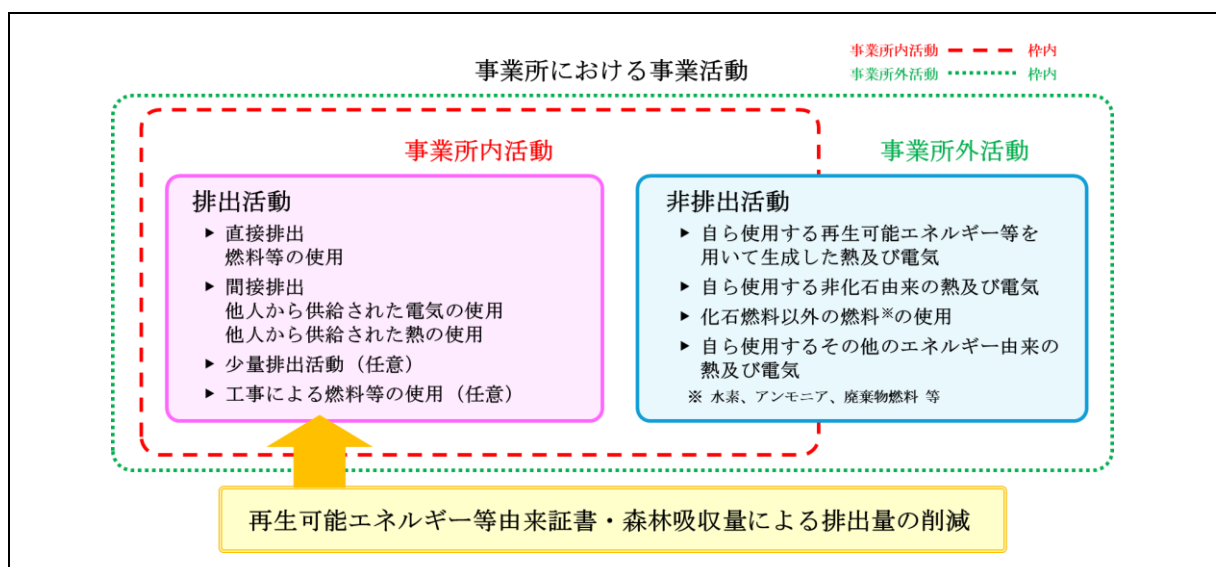 事業所における事業活動
事業所内活動 枠内
事業所外活動 枠内
事業所内活動
事業所外活動
排出活動
▶ 直接排出
燃料等の使用
▶ 間接排出
他人から供給された電気の使用
他人から供給された熱の使用
▶ 少量排出活動（任意）
▶ 工事による燃料等の使用（任意）
非排出活動
▶ 自ら使用する再生可能エネルギー等を
用いて生成した熱及び電気
▶ 自ら使用する非化石由来の熱及び電気
▶ 化石燃料以外の燃料※の使用
▶ 自ら使用するその他のエネルギー由来の
熱及び電気
※ 水素、アンモニア、廃棄物燃料 等
再生可能エネルギー等由来証書・森林吸収量による排出量の削減